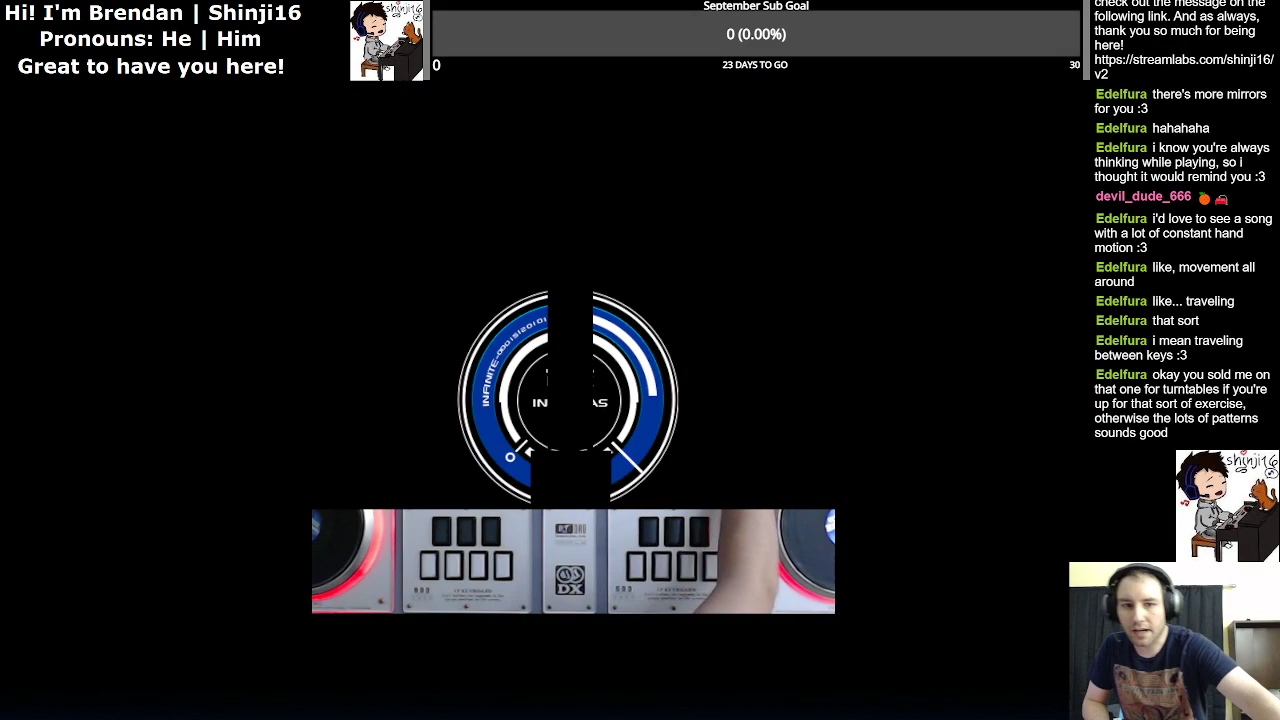 Hi! I'm Brendan | Shinji16
Pronouns: He | Him
Great to have you here!
shinji16
September Sub Goal
0 (0.00%)
0
23 DAYS TO GO
30
check out the message on the
following link. And as always,
thank you so much for being
here!
https://streamlabs.com/shinji16/
v2
Edelfura there's more mirrors
for you :3
Edelfura hahahaha
Edelfura i know you're always
thinking while playing, so i
thought it would remind you :3
devil_dude_666 🍊 🚗
Edelfura i'd love to see a song
with a lot of constant hand
motion :3
Edelfura like, movement all
around
Edelfura like... traveling
Edelfura that sort
Edelfura i mean traveling
between keys :3
Edelfura okay you sold me on
that one for turntables if you're
up for that sort of exercise,
otherwise the lots of patterns
sounds good
DX
shinji16